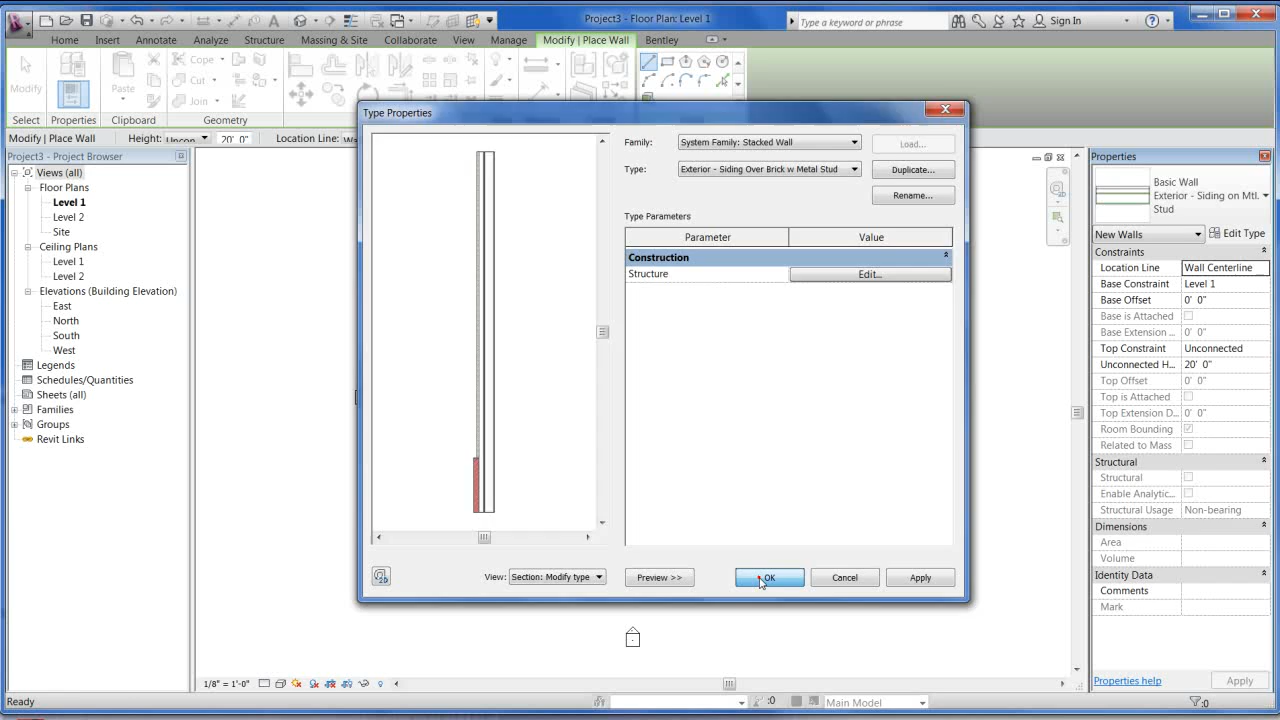 Project3 - Floor Plan: Level 1
Type a keyword or phrase
Sign In
Home Insert Annotate Analyze Structure Massing & Site Collaborate View Manage Modify | Place Wall Bentley
Modify
Paste
Cope
Cut
Join
Select Properties Clipboard Geometry
Modify | Place Wall Height: 20' 0" Location Line:
Project3 - Project Browser
Views (all)
Floor Plans
Level 1
Level 2
Site
Ceiling Plans
Level 1
Level 2
Elevations (Building Elevation)
East
North
South
West
Legends
Schedules/Quantities
Sheets (all)
Families
Groups
Revit Links
Type Properties
Family: System Family: Stacked Wall Load...
Type: Exterior - Siding Over Brick w Metal Stud Duplicate...
Rename...
Type Parameters
Parameter Value
Construction
Structure Edit...
View: Section: Modify type Preview >> OK Cancel Apply
Properties
Basic Wall
Exterior - Siding on Mtl.
Stud
New Walls Edit Type
Constraints
Location Line Wall Centerline
Base Constraint Level 1
Base Offset 0' 0"
Base is Attached
Base Extension ... 0' 0"
Top Constraint Unconnected
Unconnected H... 20' 0"
Top Offset 0' 0"
Top is Attached
Top Extension D... 0' 0"
Room Bounding
Related to Mass
Structural
Structural
Enable Analytic...
Structural Usage Non-bearing
Dimensions
Area
Volume
Identity Data
Comments
Mark
Properties help Apply
1/8" = 1'-0"
Ready :0 Main Model :0